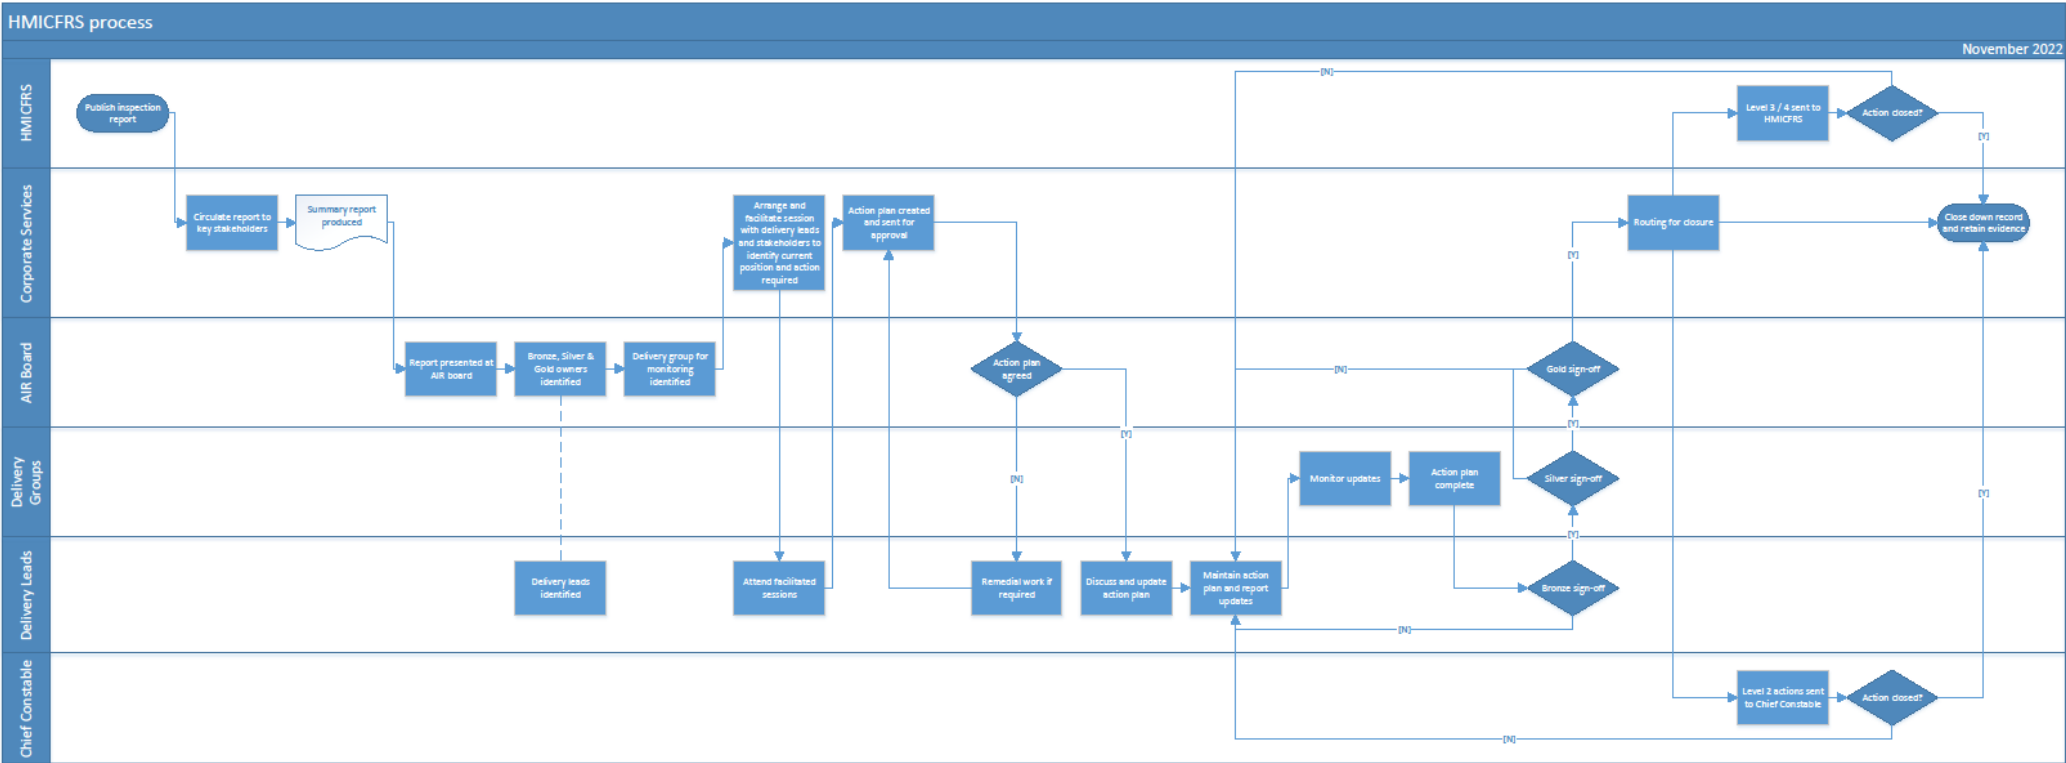 HMICFRS process
November 2022
HMICFRS
Publish inspection
report
[N]
Level 3 / 4 sent to
HMICFRS
Action closed?
[Y]
Corporate Services
Circulate report to
key stakeholders
Summary report
produced
Arrange and
facilitate session
with delivery leads
and stakeholders to
identify current
position and action
required
Action plan created
and sent for
approval
[Y]
Routing for closure
Close down record
and retain evidence
AIR Board
Report presented at
AIR board
Bronze, Silver &
Gold owners
identified
Delivery group for
monitoring
identified
Action plan
agreed
[N]
Gold sign-off
[Y]
[Y]
Delivery
Groups
[N]
Monitor updates
Action plan
complete
Silver sign-off
[Y]
[Y]
Delivery Leads
Delivery leads
identified
Attend facilitated
sessions
Remedial work if
required
Discuss and update
action plan
Maintain action
plan and report
updates
Bronze sign-off
[N]
Chief Constable
Level 2 actions sent
to Chief Constable
Action closed?
[N]